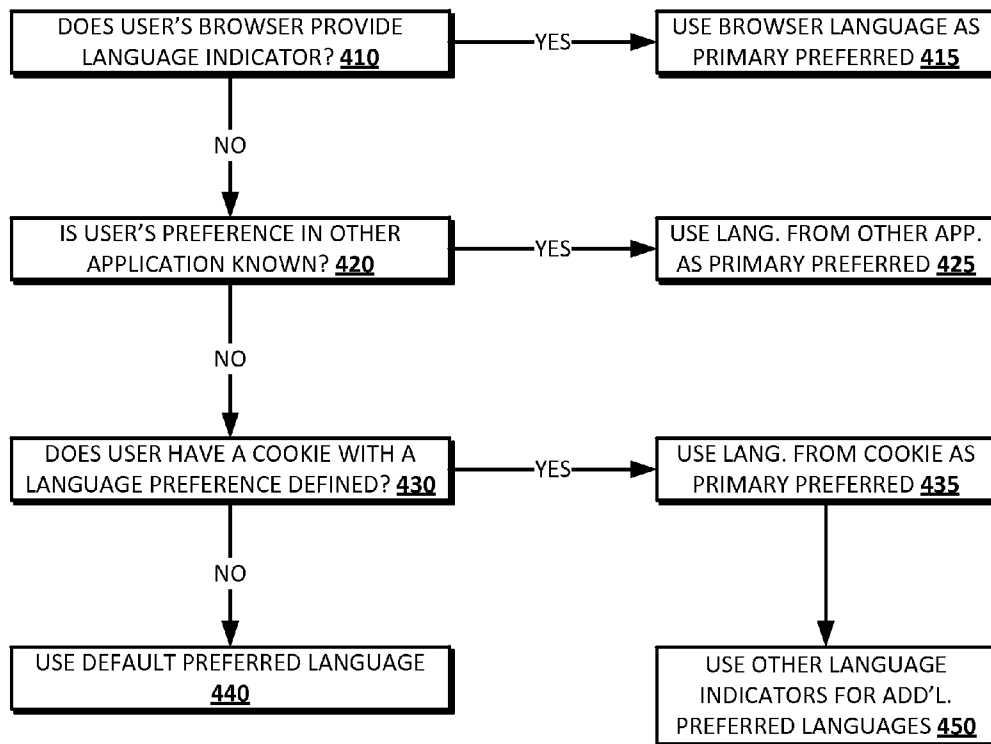 DOES USER'S BROWSER PROVIDE
LANGUAGE INDICATOR? 410
YES
USE BROWSER LANGUAGE AS
PRIMARY PREFERRED 415
NO
IS USER'S PREFERENCE IN OTHER
APPLICATION KNOWN? 420
YES
USE LANG. FROM OTHER APP.
AS PRIMARY PREFERRED 425
NO
DOES USER HAVE A COOKIE WITH A
LANGUAGE PREFERENCE DEFINED? 430
YES
USE LANG. FROM COOKIE AS
PRIMARY PREFERRED 435
NO
USE DEFAULT PREFERRED LANGUAGE
440
USE OTHER LANGUAGE
INDICATORS FOR ADD'L.
PREFERRED LANGUAGES 450